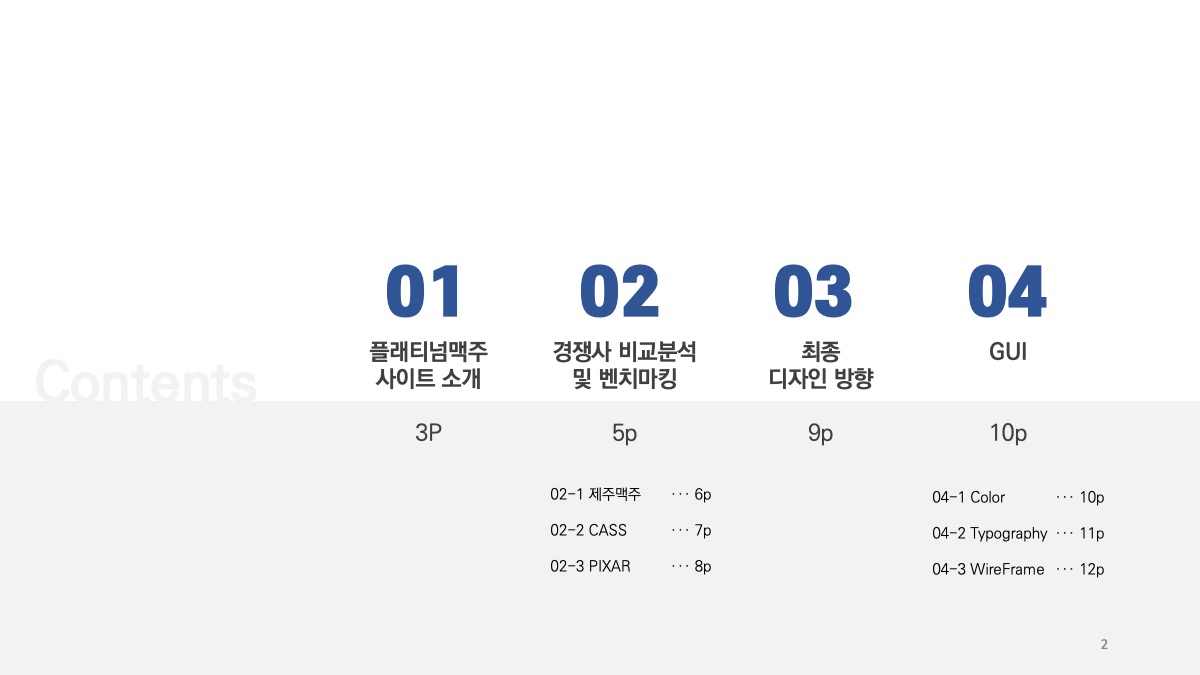 Contents
01
플래티넘맥주
사이트 소개
3P
02
경쟁사 비교분석
및 벤치마킹
5p
02-1 제주맥주 ··· 6p
02-2 CASS ··· 7p
02-3 PIXAR ··· 8p
03
최종
디자인 방향
9p
04
GUI
10p
04-1 Color ··· 10p
04-2 Typography ··· 11p
04-3 WireFrame ··· 12p
2